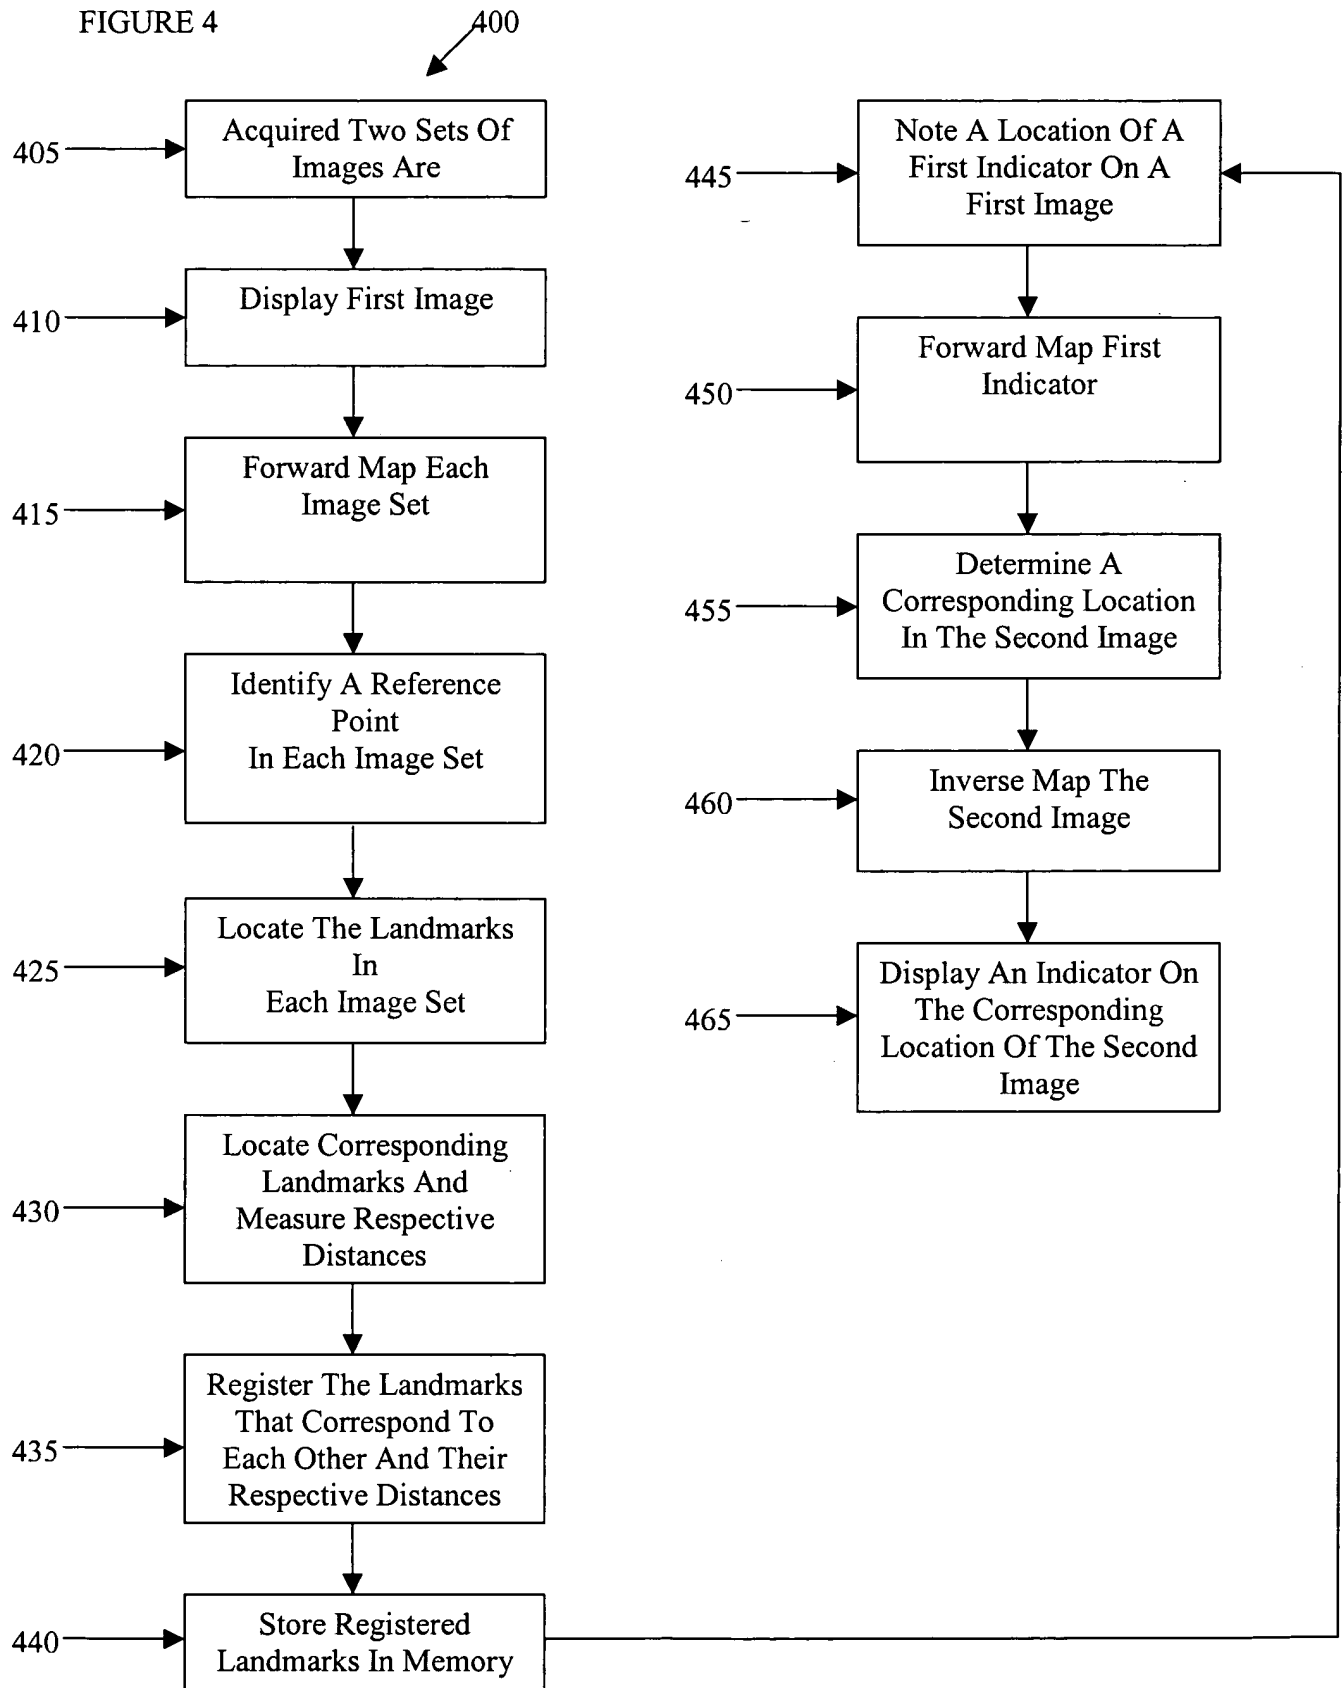 FIGURE 4
400
405
Acquired Two Sets Of
Images Are
410
Display First Image
415
Forward Map Each
Image Set
420
Identify A Reference
Point
In Each Image Set
425
Locate The Landmarks
In
Each Image Set
430
Locate Corresponding
Landmarks And
Measure Respective
Distances
435
Register The Landmarks
That Correspond To
Each Other And Their
Respective Distances
440
Store Registered
Landmarks In Memory
445
Note A Location Of A
First Indicator On A
First Image
450
Forward Map First
Indicator
455
Determine A
Corresponding Location
In The Second Image
460
Inverse Map The
Second Image
465
Display An Indicator On
The Corresponding
Location Of The Second
Image